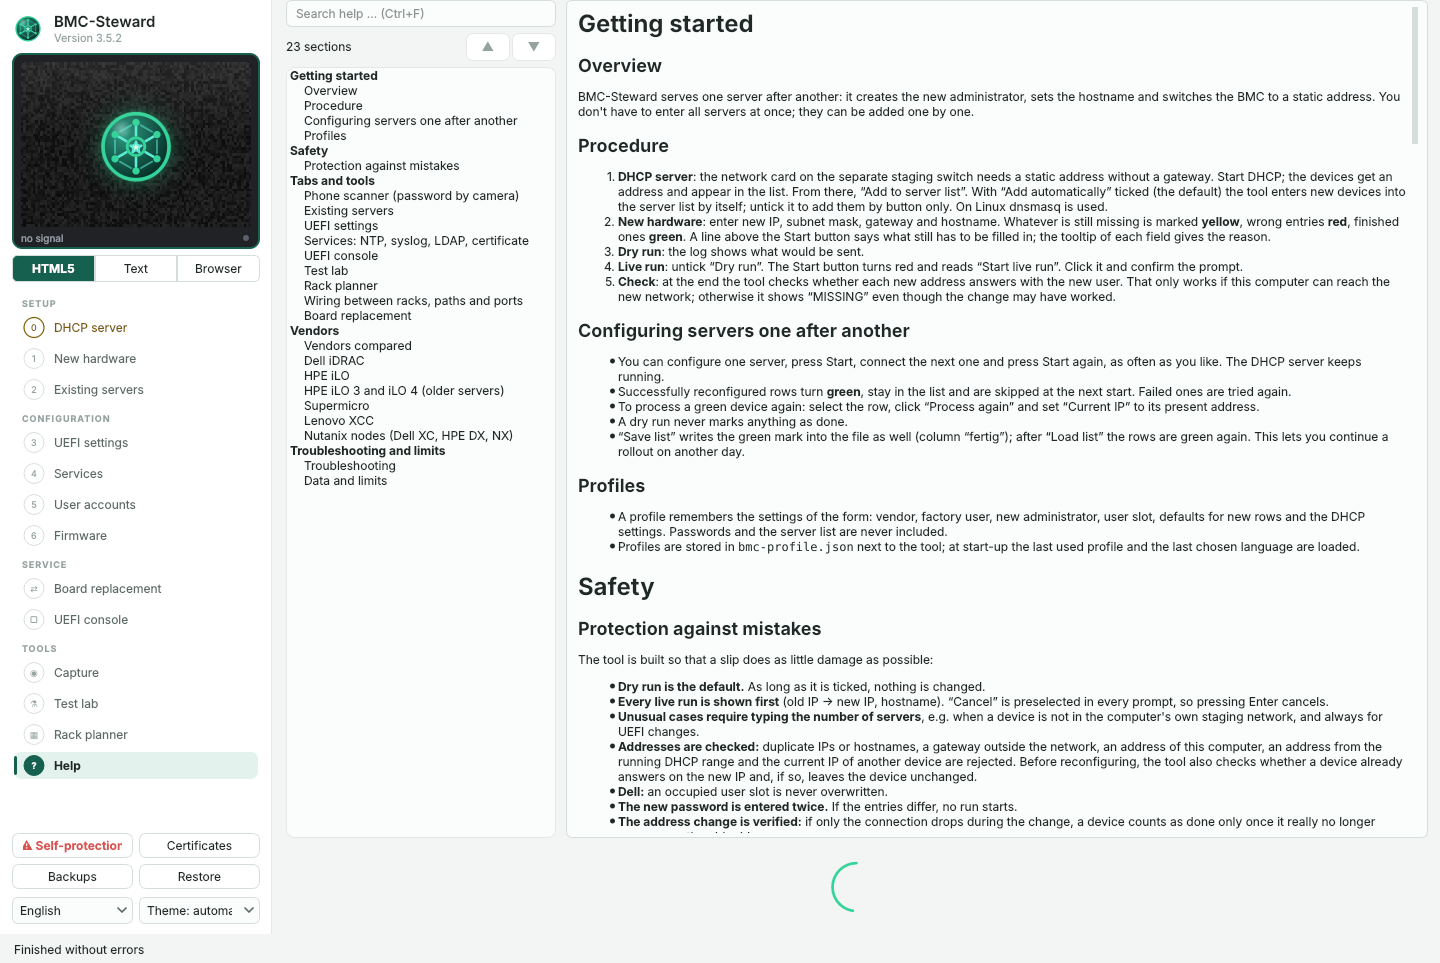 BMC-Steward
Version 3.5.2
no signal
HTML5
Text
Browser
SETUP
0 DHCP server
1 New hardware
2 Existing servers
CONFIGURATION
3 UEFI settings
4 Services
5 User accounts
6 Firmware
SERVICE
Board replacement
UEFI console
TOOLS
Capture
Test lab
Rack planner
? Help
Self-protection
Certificates
Backups
Restore
English
Theme: automa
Finished without errors
Search help ... (Ctrl+F)
23 sections
Getting started
Overview
Procedure
Configuring servers one after another
Profiles
Safety
Protection against mistakes
Tabs and tools
Phone scanner (password by camera)
Existing servers
UEFI settings
Services: NTP, syslog, LDAP, certificate
UEFI console
Test lab
Rack planner
Wiring between racks, paths and ports
Board replacement
Vendors
Vendors compared
Dell iDRAC
HPE iLO
HPE iLO 3 and iLO 4 (older servers)
Supermicro
Lenovo XCC
Nutanix nodes (Dell XC, HPE DX, NX)
Troubleshooting and limits
Troubleshooting
Data and limits
Getting started
Overview
BMC-Steward serves one server after another: it creates the new administrator, sets the hostname and switches the BMC to a static address. You
don't have to enter all servers at once; they can be added one by one.
Procedure
1. DHCP server: the network card on the separate staging switch needs a static address without a gateway. Start DHCP; the devices get an
address and appear in the list. From there, “Add to server list”. With “Add automatically” ticked (the default) the tool enters new devices into
the server list by itself; untick it to add them by button only. On Linux dnsmasq is used.
2. New hardware: enter new IP, subnet mask, gateway and hostname. Whatever is still missing is marked yellow, wrong entries red, finished
ones green. A line above the Start button says what still has to be filled in; the tooltip of each field gives the reason.
3. Dry run: the log shows what would be sent.
4. Live run: untick “Dry run”. The Start button turns red and reads “Start live run”. Click it and confirm the prompt.
5. Check: at the end the tool checks whether each new address answers with the new user. That only works if this computer can reach the
new network; otherwise it shows “MISSING” even though the change may have worked.
Configuring servers one after another
• You can configure one server, press Start, connect the next one and press Start again, as often as you like. The DHCP server keeps
running.
• Successfully reconfigured rows turn green, stay in the list and are skipped at the next start. Failed ones are tried again.
• To process a green device again: select the row, click “Process again” and set “Current IP” to its present address.
• A dry run never marks anything as done.
• “Save list” writes the green mark into the file as well (column “fertig”); after “Load list” the rows are green again. This lets you continue a
rollout on another day.
Profiles
• A profile remembers the settings of the form: vendor, factory user, new administrator, user slot, defaults for new rows and the DHCP
settings. Passwords and the server list are never included.
• Profiles are stored in bmc-profile.json next to the tool; at start-up the last used profile and the last chosen language are loaded.
Safety
Protection against mistakes
The tool is built so that a slip does as little damage as possible:
• Dry run is the default. As long as it is ticked, nothing is changed.
• Every live run is shown first (old IP → new IP, hostname). “Cancel” is preselected in every prompt, so pressing Enter cancels.
• Unusual cases require typing the number of servers, e.g. when a device is not in the computer's own staging network, and always for
UEFI changes.
• Addresses are checked: duplicate IPs or hostnames, a gateway outside the network, an address of this computer, an address from the
running DHCP range and the current IP of another device are rejected. Before reconfiguring, the tool also checks whether a device already
answers on the new IP and, if so, leaves the device unchanged.
• Dell: an occupied user slot is never overwritten.
• The new password is entered twice. If the entries differ, no run starts.
• The address change is verified: if only the connection drops during the change, a device counts as done only once it really no longer